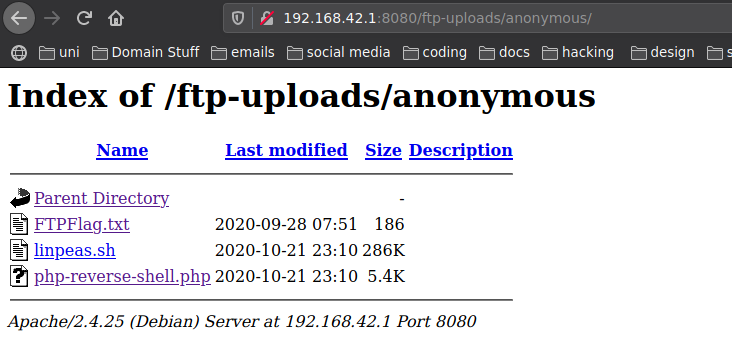 192.168.42.1:8080/ftp-uploads/anonymous/
uni Domain Stuff emails social media coding docs hacking design s
Index of /ftp-uploads/anonymous
Name Last modified Size Description
Parent Directory -
FTPFlag.txt 2020-09-28 07:51 186
linpeas.sh 2020-10-21 23:10 286K
php-reverse-shell.php 2020-10-21 23:10 5.4K
Apache/2.4.25 (Debian) Server at 192.168.42.1 Port 8080